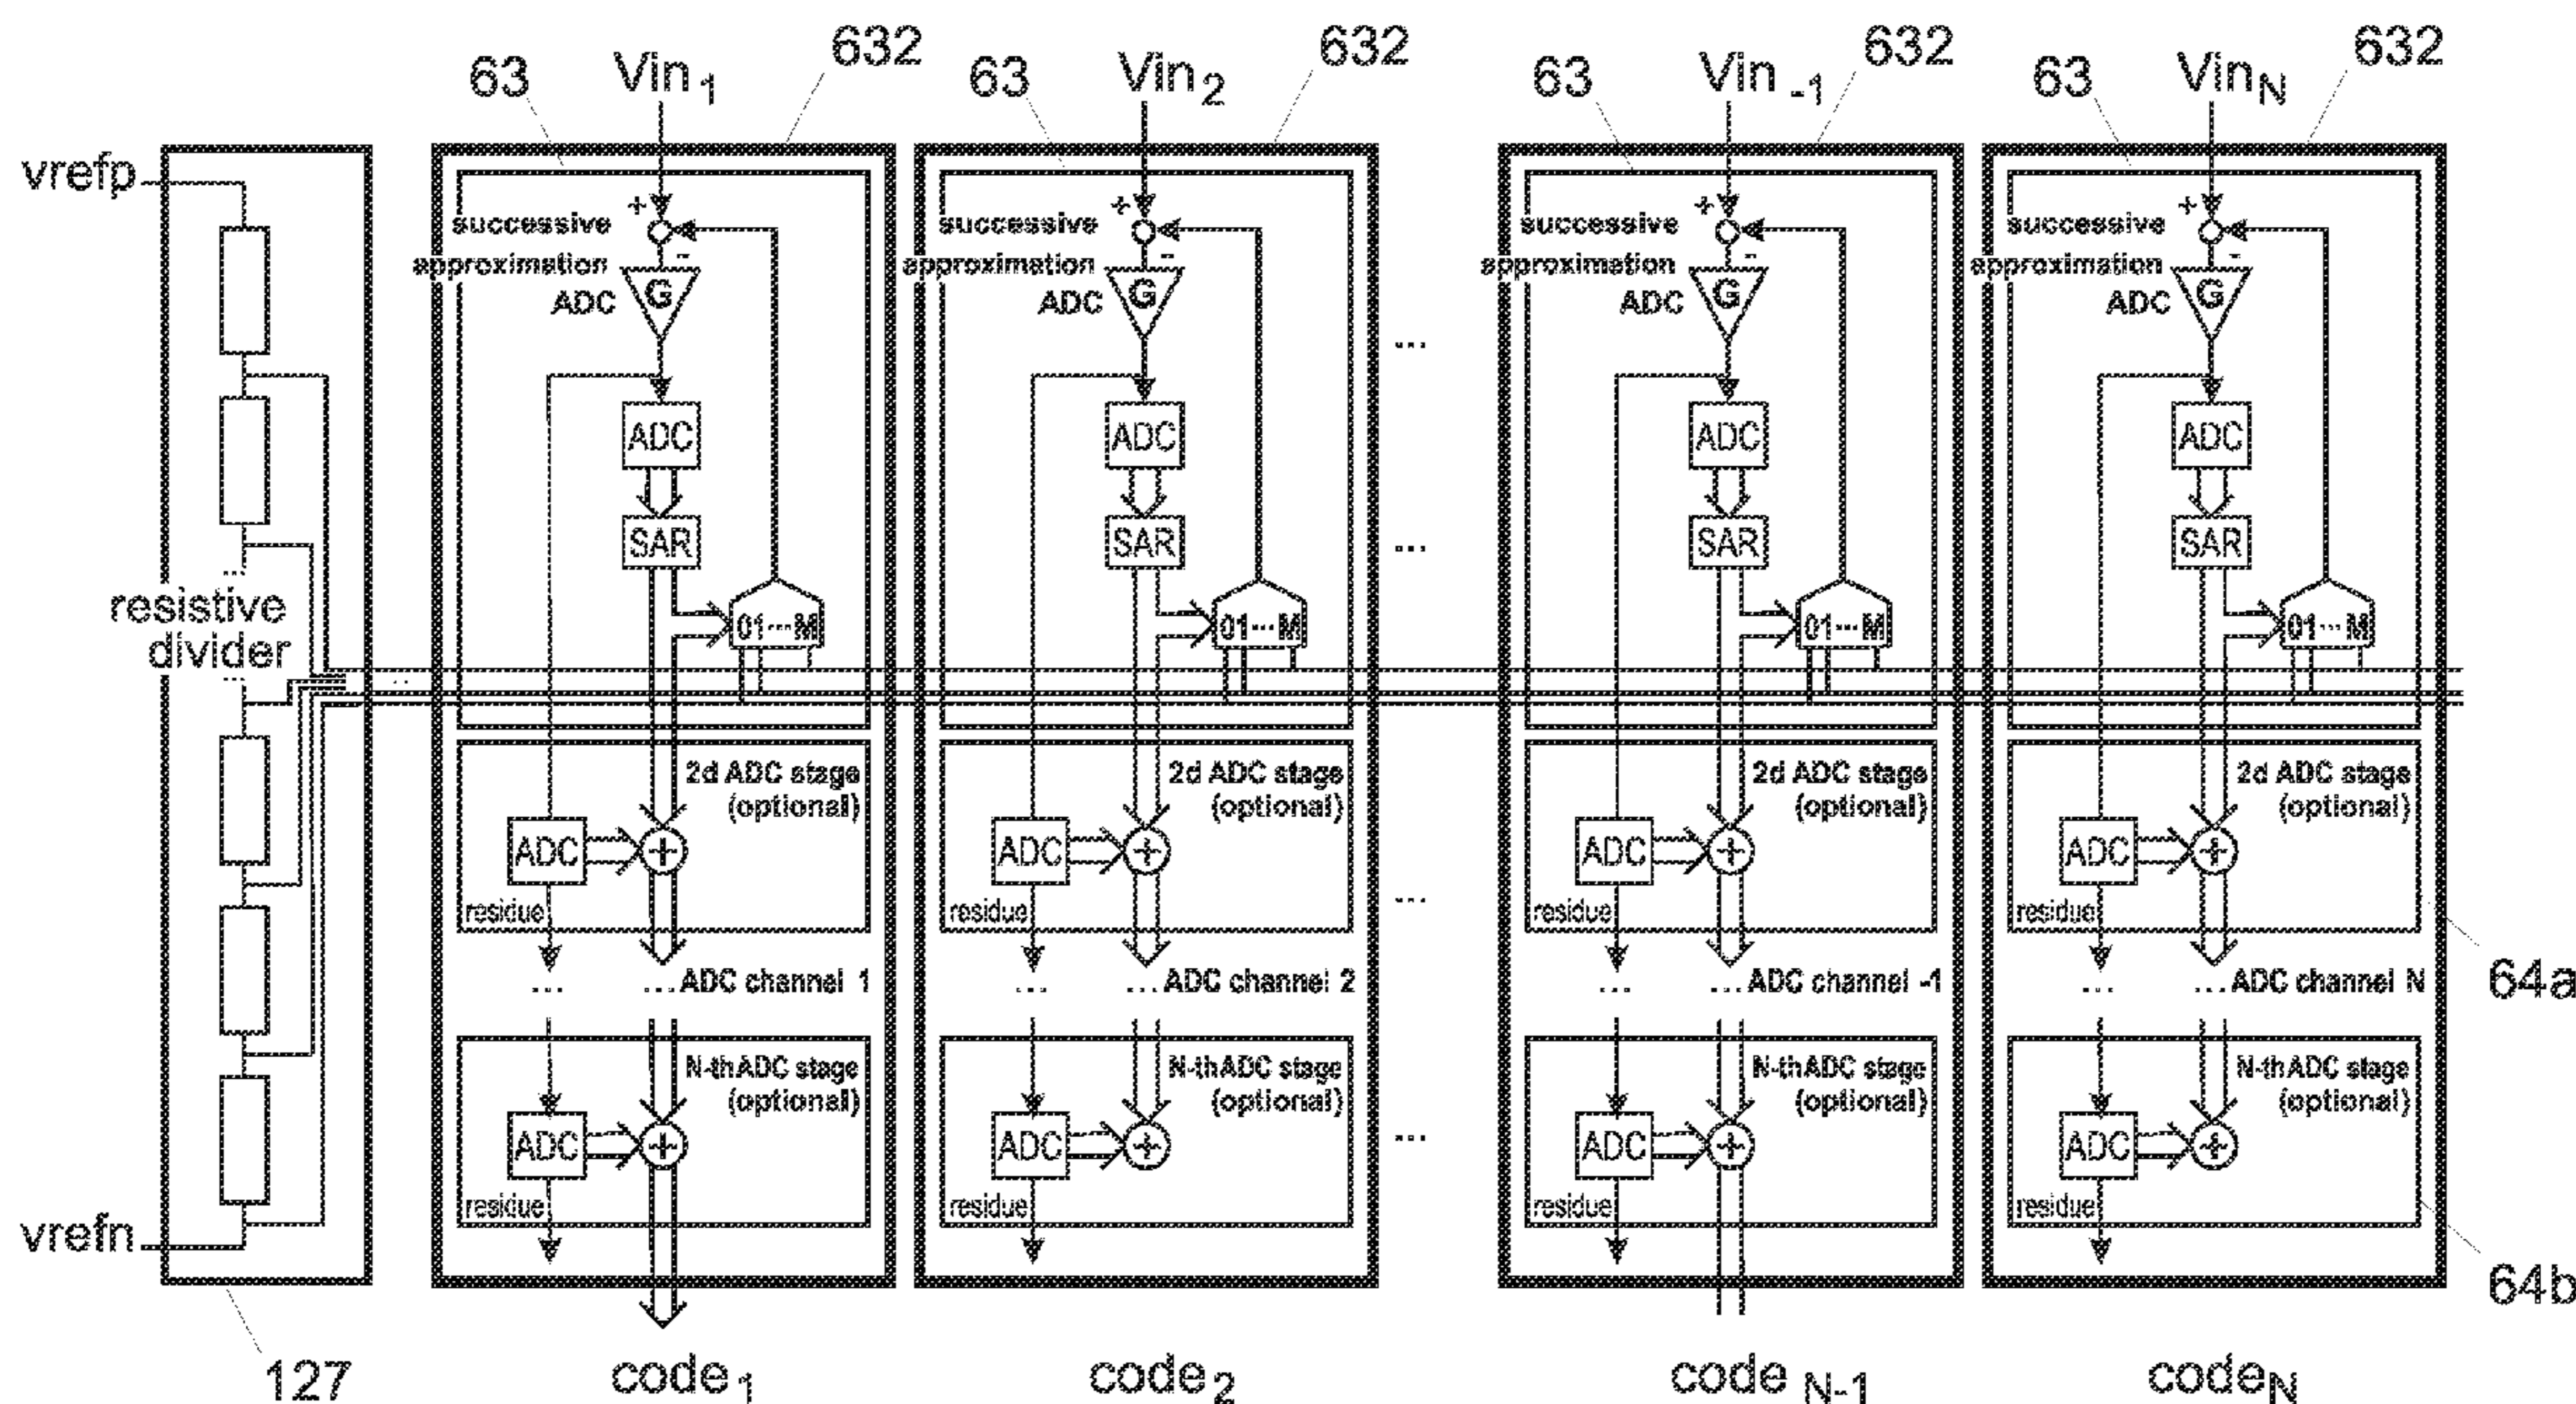 63 Vin1 632 63 Vin2 632 63 Vin-1 632 63 VinN 632
vrefp
+ + + +
successive successive successive successive
- - - -
approximation approximation approximation approximation
G G G G
ADC ADC ADC ADC
...
ADC ADC ADC ADC
SAR SAR SAR SAR
...
...
resistive
divider
...
01...M 01...M 01...M 01...M
...
2d ADC stage 2d ADC stage 2d ADC stage 2d ADC stage
(optional) (optional) (optional) (optional)
ADC + ADC + ADC + ADC +
residue residue ... residue residue
... ... ADC channel 1 ... ... ADC channel 2 ... ... ADC channel -1 ... ... ADC channel N 64a
N-thADC stage N-thADC stage N-thADC stage N-thADC stage
(optional) (optional) (optional) (optional)
ADC + ADC + ... ADC + ADC +
residue residue residue residue
vrefn
64b
127 code1 code2 code N-1 codeN